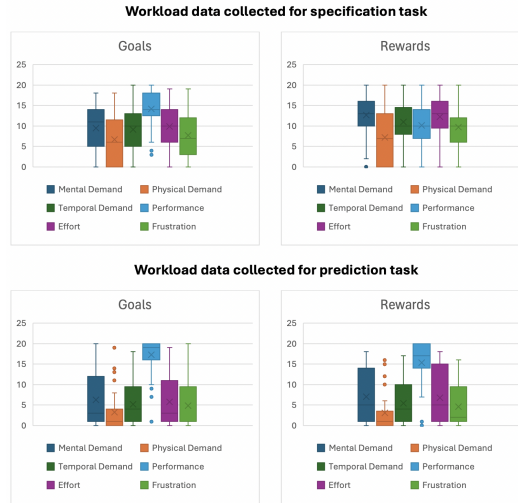 Workload data collected for specification task
Goals
25
20
15
10
5
0
Mental Demand
Physical Demand
Temporal Demand
Performance
Effort
Frustration
Rewards
25
20
15
10
5
0
Mental Demand
Physical Demand
Temporal Demand
Performance
Effort
Frustration
Workload data collected for prediction task
Goals
25
20
15
10
5
0
Mental Demand
Physical Demand
Temporal Demand
Performance
Effort
Frustration
Rewards
25
20
15
10
5
0
Mental Demand
Physical Demand
Temporal Demand
Performance
Effort
Frustration